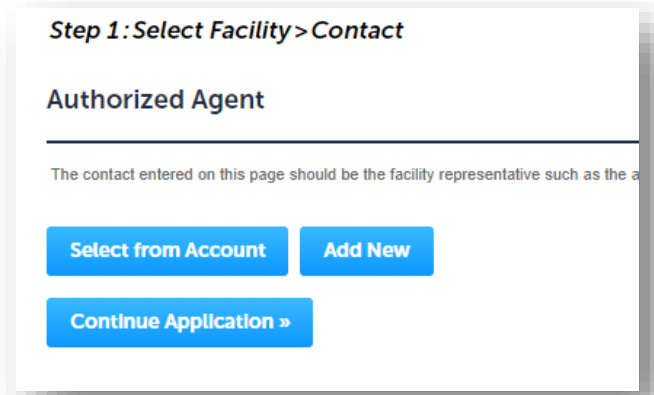 Step 1: Select Facility > Contact
Authorized Agent
The contact entered on this page should be the facility representative such as the
Select from Account
Add New
Continue Application »